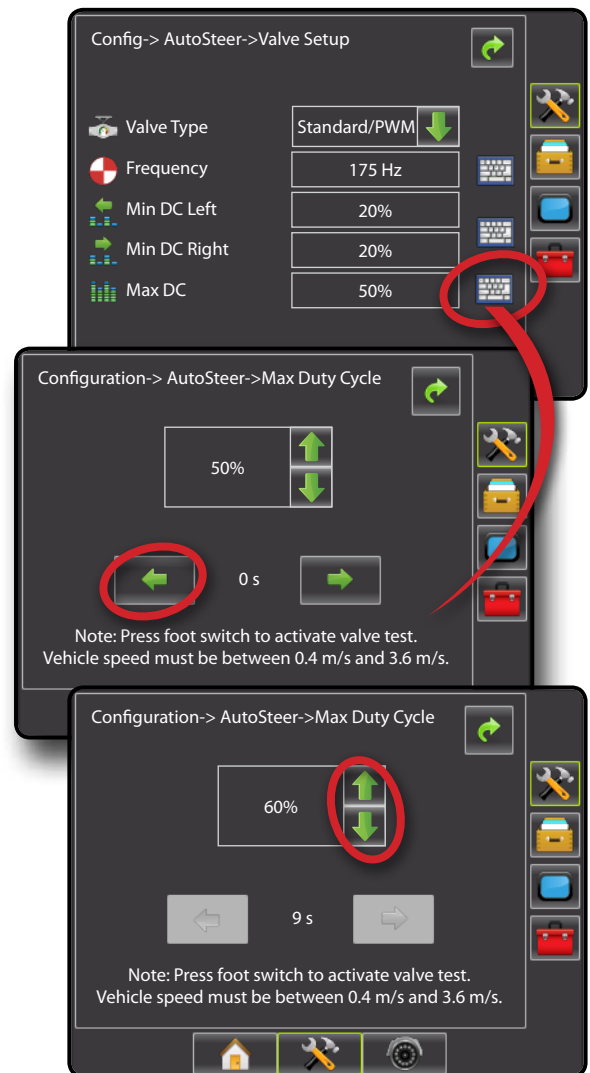 Config-> AutoSteer->Valve Setup
Valve Type Standard/PWM
Frequency 175 Hz
Min DC Left 20%
Min DC Right 20%
Max DC 50%
Configuration-> AutoSteer->Max Duty Cycle
50%
0 s
Note: Press foot switch to activate valve test.
Vehicle speed must be between 0.4 m/s and 3.6 m/s.
Configuration-> AutoSteer->Max Duty Cycle
60%
9 s
Note: Press foot switch to activate valve test.
Vehicle speed must be between 0.4 m/s and 3.6 m/s.